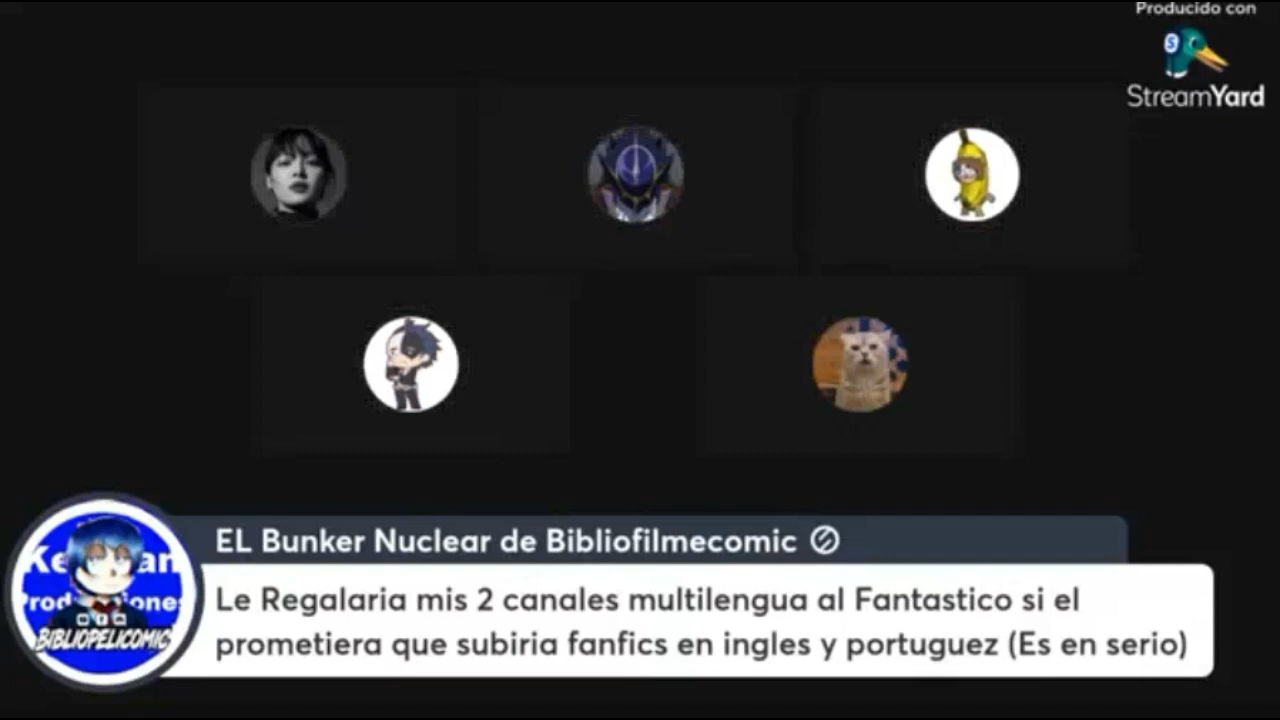 Producido con
StreamYard
EL Bunker Nuclear de Bibliofilmecomic
Le Regalaria mis 2 canales multilengua al Fantastico si el
prometiera que subiria fanfics en ingles y portuguez (Es en serio)
BIBLIOPELICOMIC